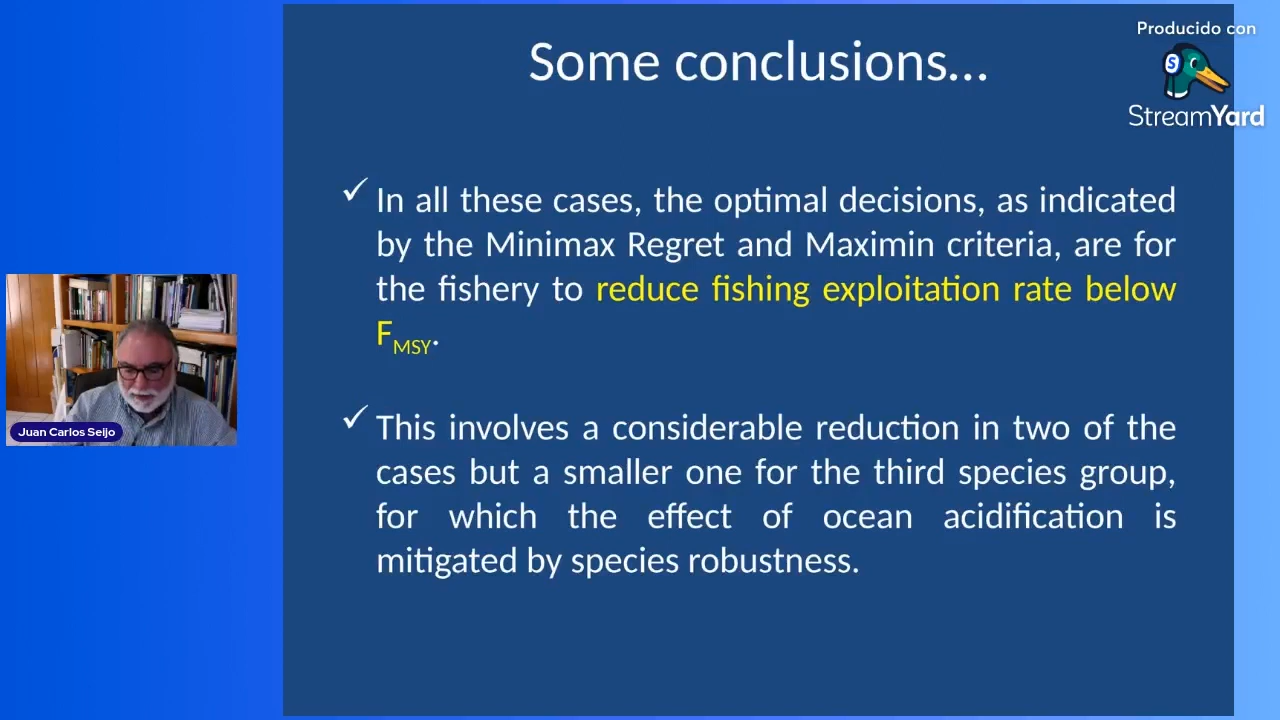 Some conclusions...
Producido con
StreamYard
✓ In all these cases, the optimal decisions, as indicated
by the Minimax Regret and Maximin criteria, are for
the fishery to reduce fishing exploitation rate below
FMSY.
✓ This involves a considerable reduction in two of the
cases but a smaller one for the third species group,
for which the effect of ocean acidification is
mitigated by species robustness.
Juan Carlos Seijo